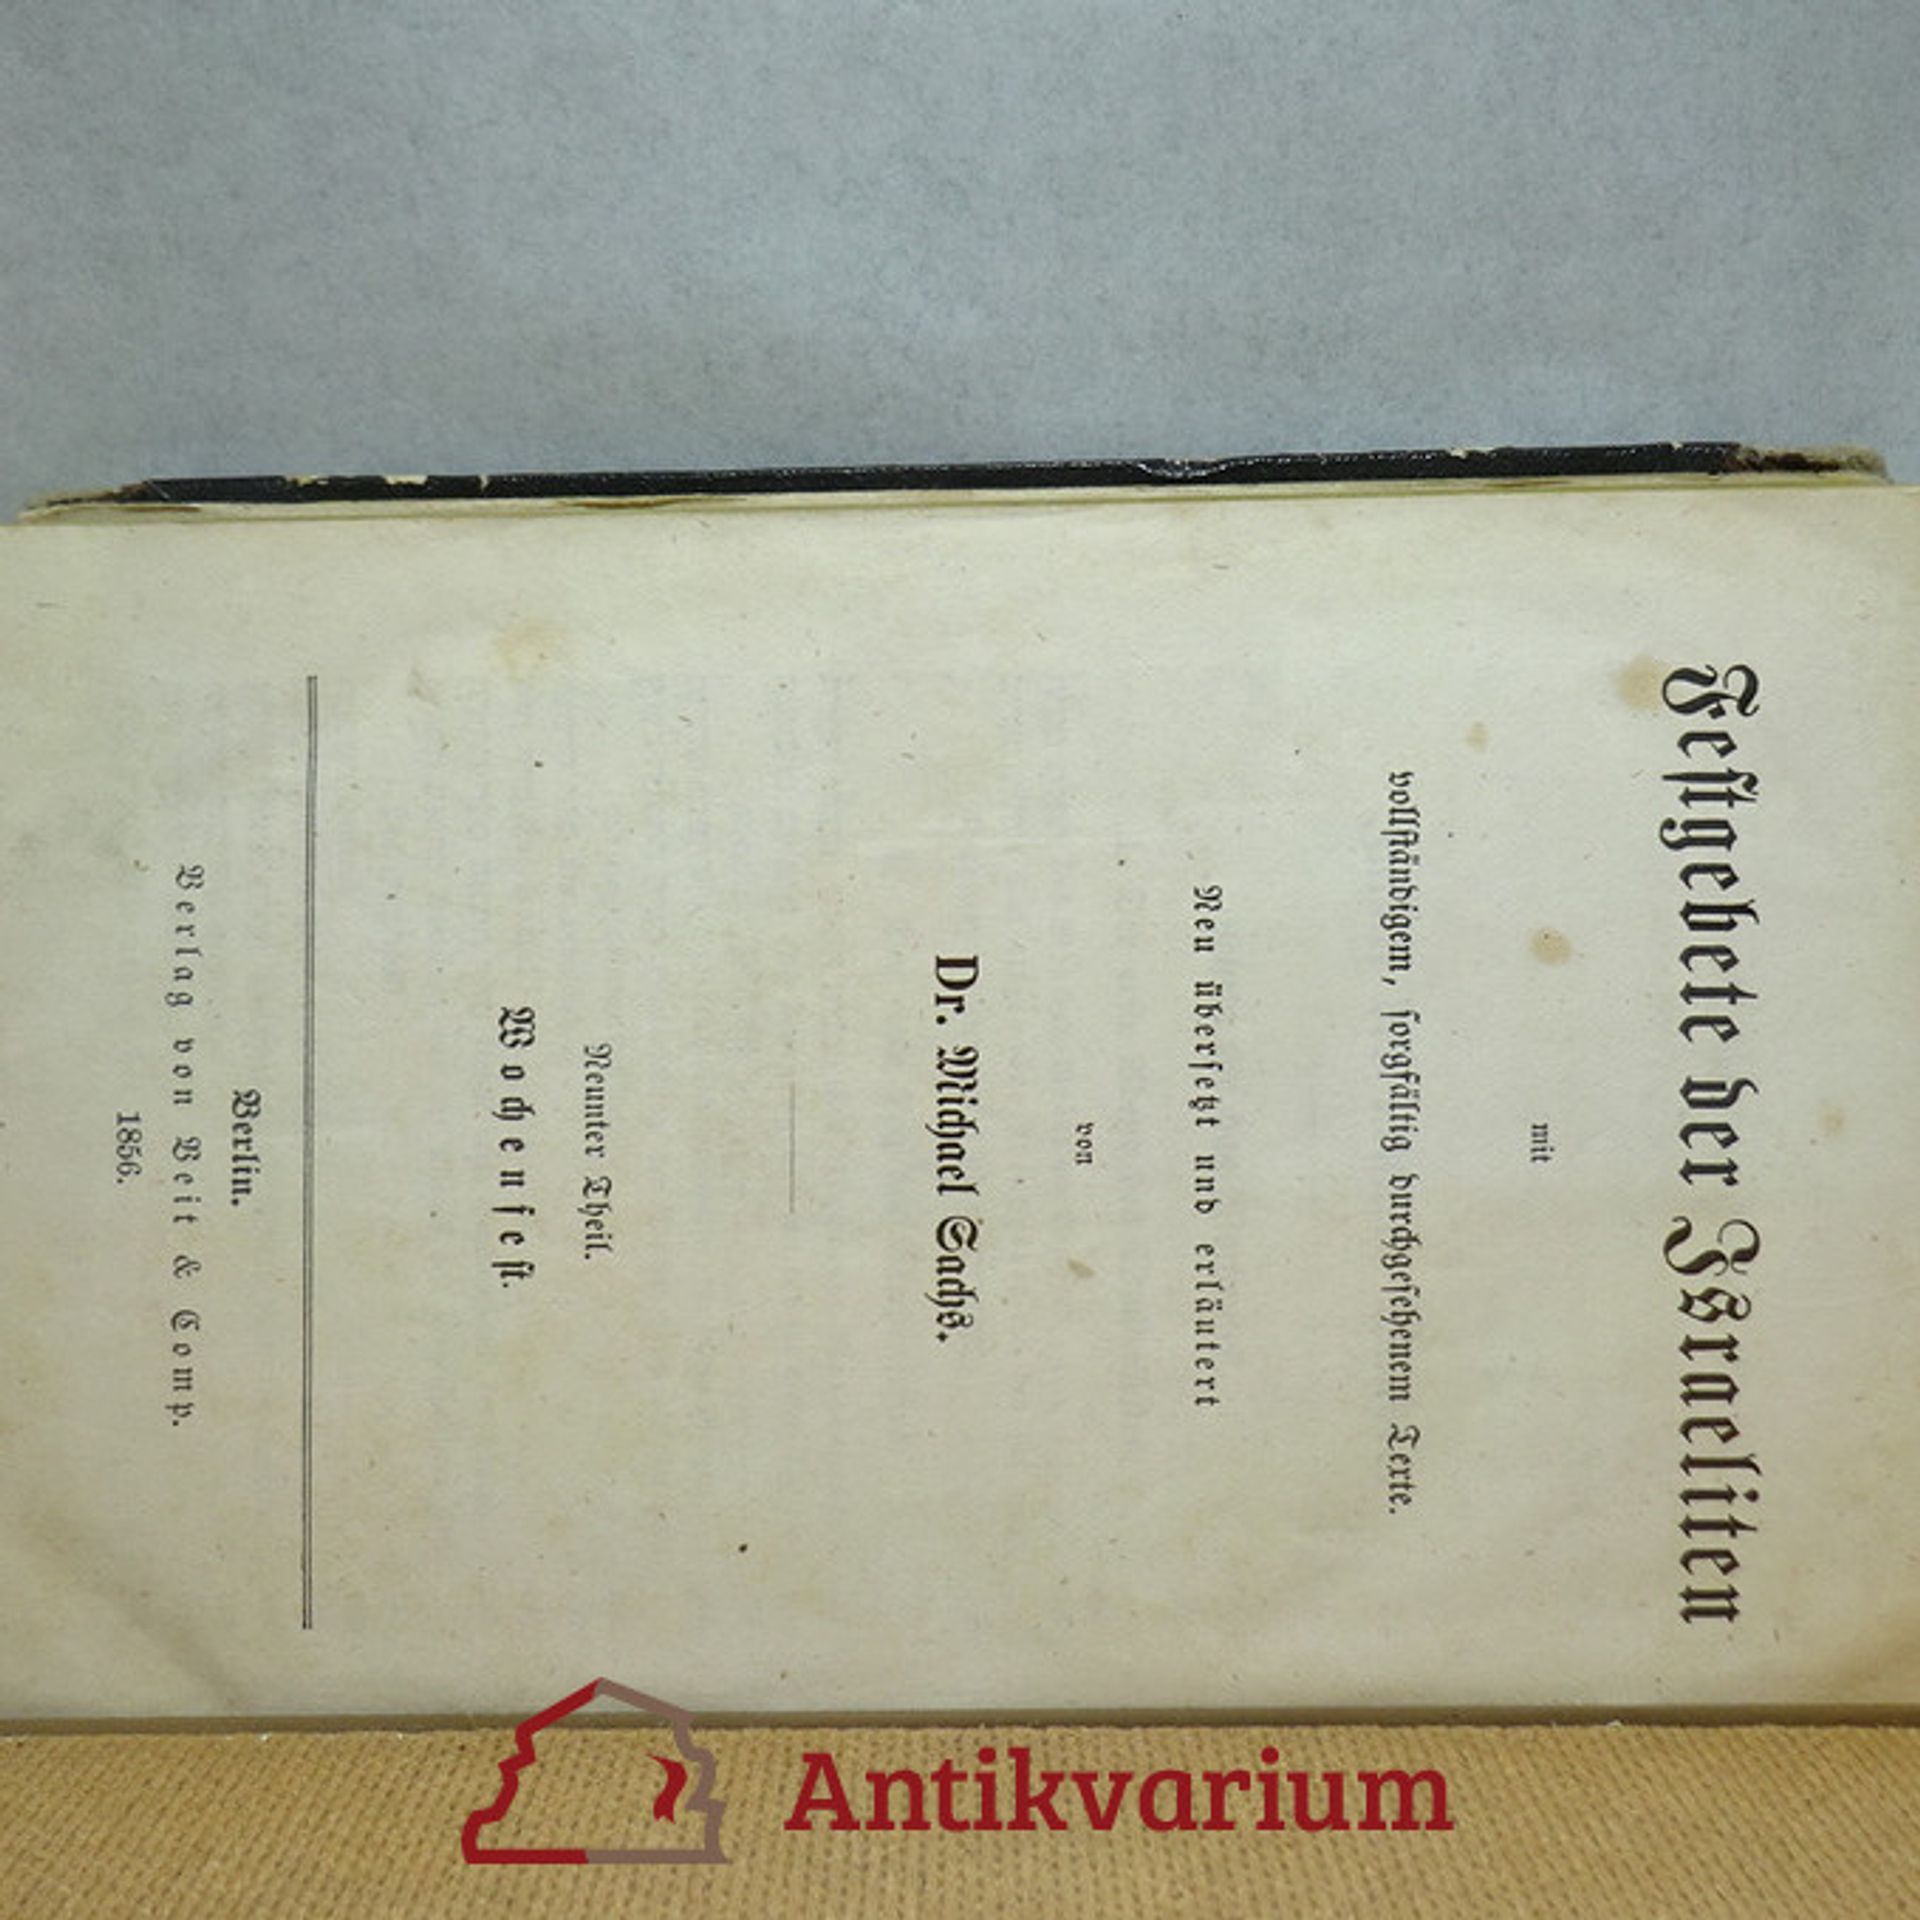 Festgebete der Israeliten
mit
vollständigem, sorgfältig durchgesehenem Texte.
Neu übersetzt und erläutert
von
Dr. Michael Sachs.
Neunter Theil.
Wochenfest.
Berlin.
Verlag von Veit & Comp.
1856.
Antikvarium